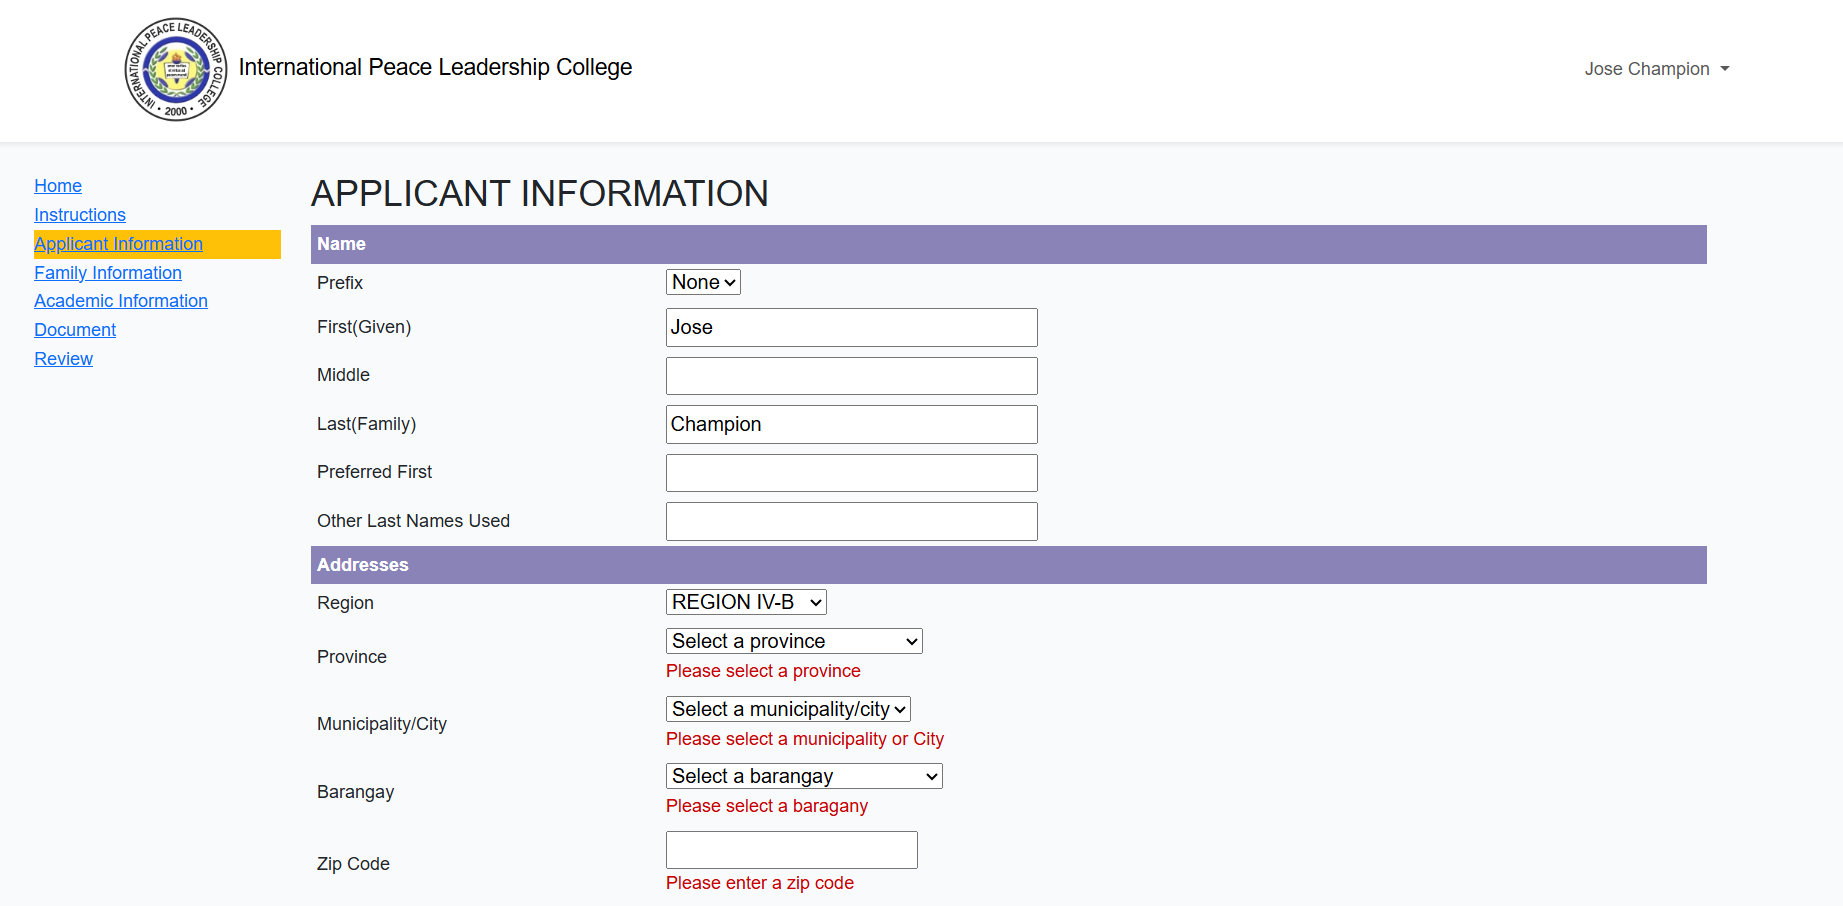 INTERNATIONAL PEACE LEADERSHIP COLLEGE
• 2000 •
International Peace Leadership College
Jose Champion
Home
Instructions
Applicant Information
Family Information
Academic Information
Document
Review
APPLICANT INFORMATION
Name
Prefix None
First(Given) Jose
Middle
Last(Family) Champion
Preferred First
Other Last Names Used
Addresses
Region REGION IV-B
Province Select a province
Please select a province
Municipality/City Select a municipality/city
Please select a municipality or City
Barangay Select a barangay
Please select a baragany
Zip Code
Please enter a zip code